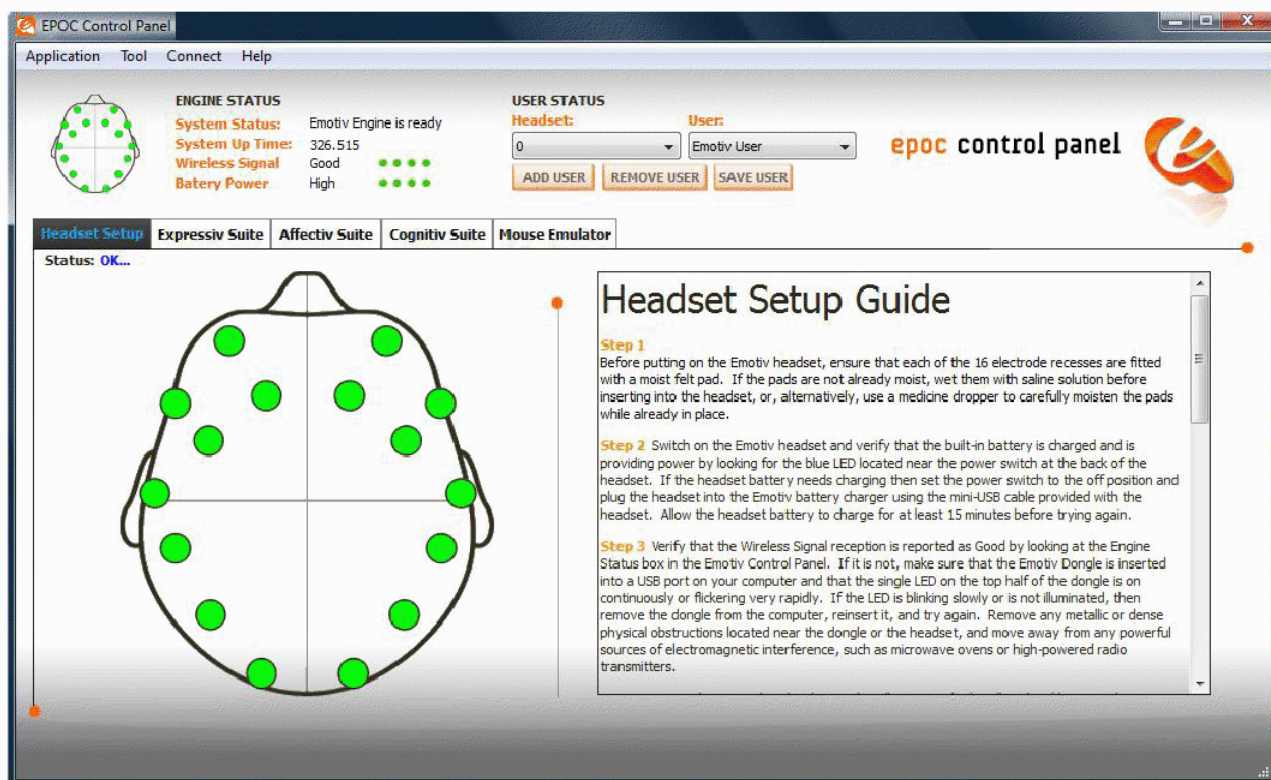 EPOC Control Panel
Application Tool Connect Help
ENGINE STATUS
System Status: Emotiv Engine is ready
System Up Time: 326.515
Wireless Signal Good
Batery Power High
USER STATUS
Headset: User:
0 Emotiv User
ADD USER REMOVE USER SAVE USER
epoc control panel
Headset Setup Expressiv Suite Affectiv Suite Cognitiv Suite Mouse Emulator
Status: OK...
Headset Setup Guide
Step 1
Before putting on the Emotiv headset, ensure that each of the 16 electrode recesses are fitted
with a moist felt pad. If the pads are not already moist, wet them with saline solution before
inserting into the headset, or, alternatively, use a medicine dropper to carefully moisten the pads
while already in place.
Step 2 Switch on the Emotiv headset and verify that the built-in battery is charged and is
providing power by looking for the blue LED located near the power switch at the back of the
headset. If the headset battery needs charging then set the power switch to the off position and
plug the headset into the Emotiv battery charger using the mini-USB cable provided with the
headset. Allow the headset battery to charge for at least 15 minutes before trying again.
Step 3 Verify that the Wireless Signal reception is reported as Good by looking at the Engine
Status box in the Emotiv Control Panel. If it is not, make sure that the Emotiv Dongle is inserted
into a USB port on your computer and that the single LED on the top half of the dongle is on
continuously or flickering very rapidly. If the LED is blinking slowly or is not illuminated, then
remove the dongle from the computer, reinsert it, and try again. Remove any metallic or dense
physical obstructions located near the dongle or the headset, and move away from any powerful
sources of electromagnetic interference, such as microwave ovens or high-powered radio
transmitters.